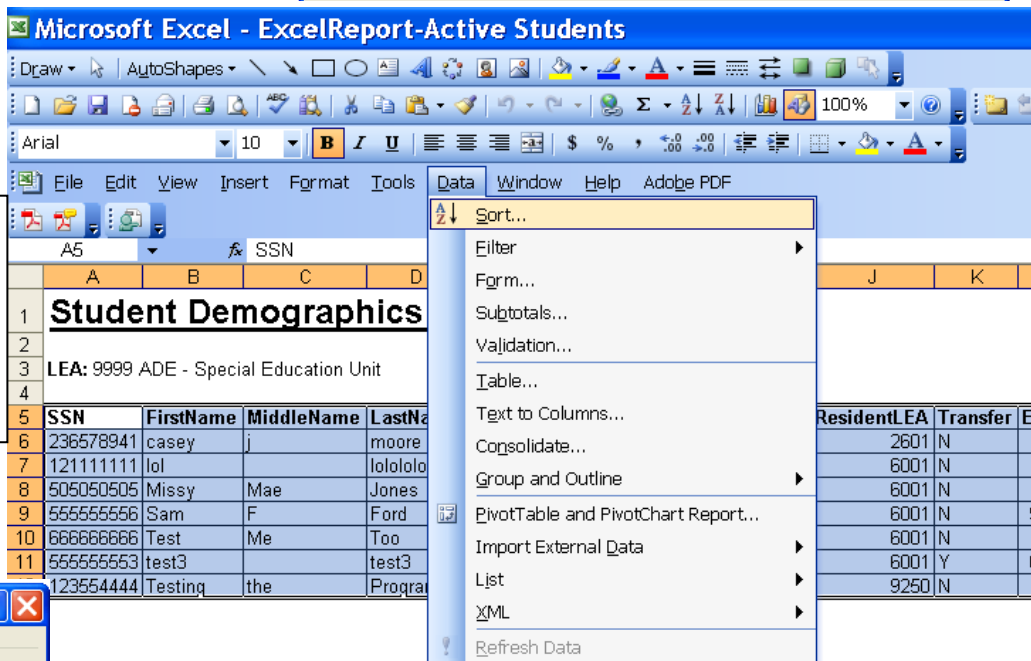 Microsoft Excel - ExcelReport-Active Students
Draw AutoShapes
100%
Arial 10 B I U $ % ,
File Edit View Insert Format Tools Data Window Help Adobe PDF
Sort...
A5 fx SSN
Filter
A B C D J K
Form...
1 Student Demographics
Subtotals...
2
Validation...
3 LEA: 9999 ADE - Special Education Unit
Table...
4
5 SSN FirstName MiddleName LastNa ResidentLEA Transfer E
Text to Columns...
6 236578941 casey j moore 2601 N
Consolidate...
7 121111111 lol lolololo 6001 N
Group and Outline
8 505050505 Missy Mae Jones 6001 N
9 555555556 Sam F Ford 6001 N
PivotTable and PivotChart Report...
10 666666666 Test Me Too 6001 N
Import External Data
11 555555553 test3 test3 6001 Y
List
123554444 Testing the Program 9250 N
XML
Refresh Data